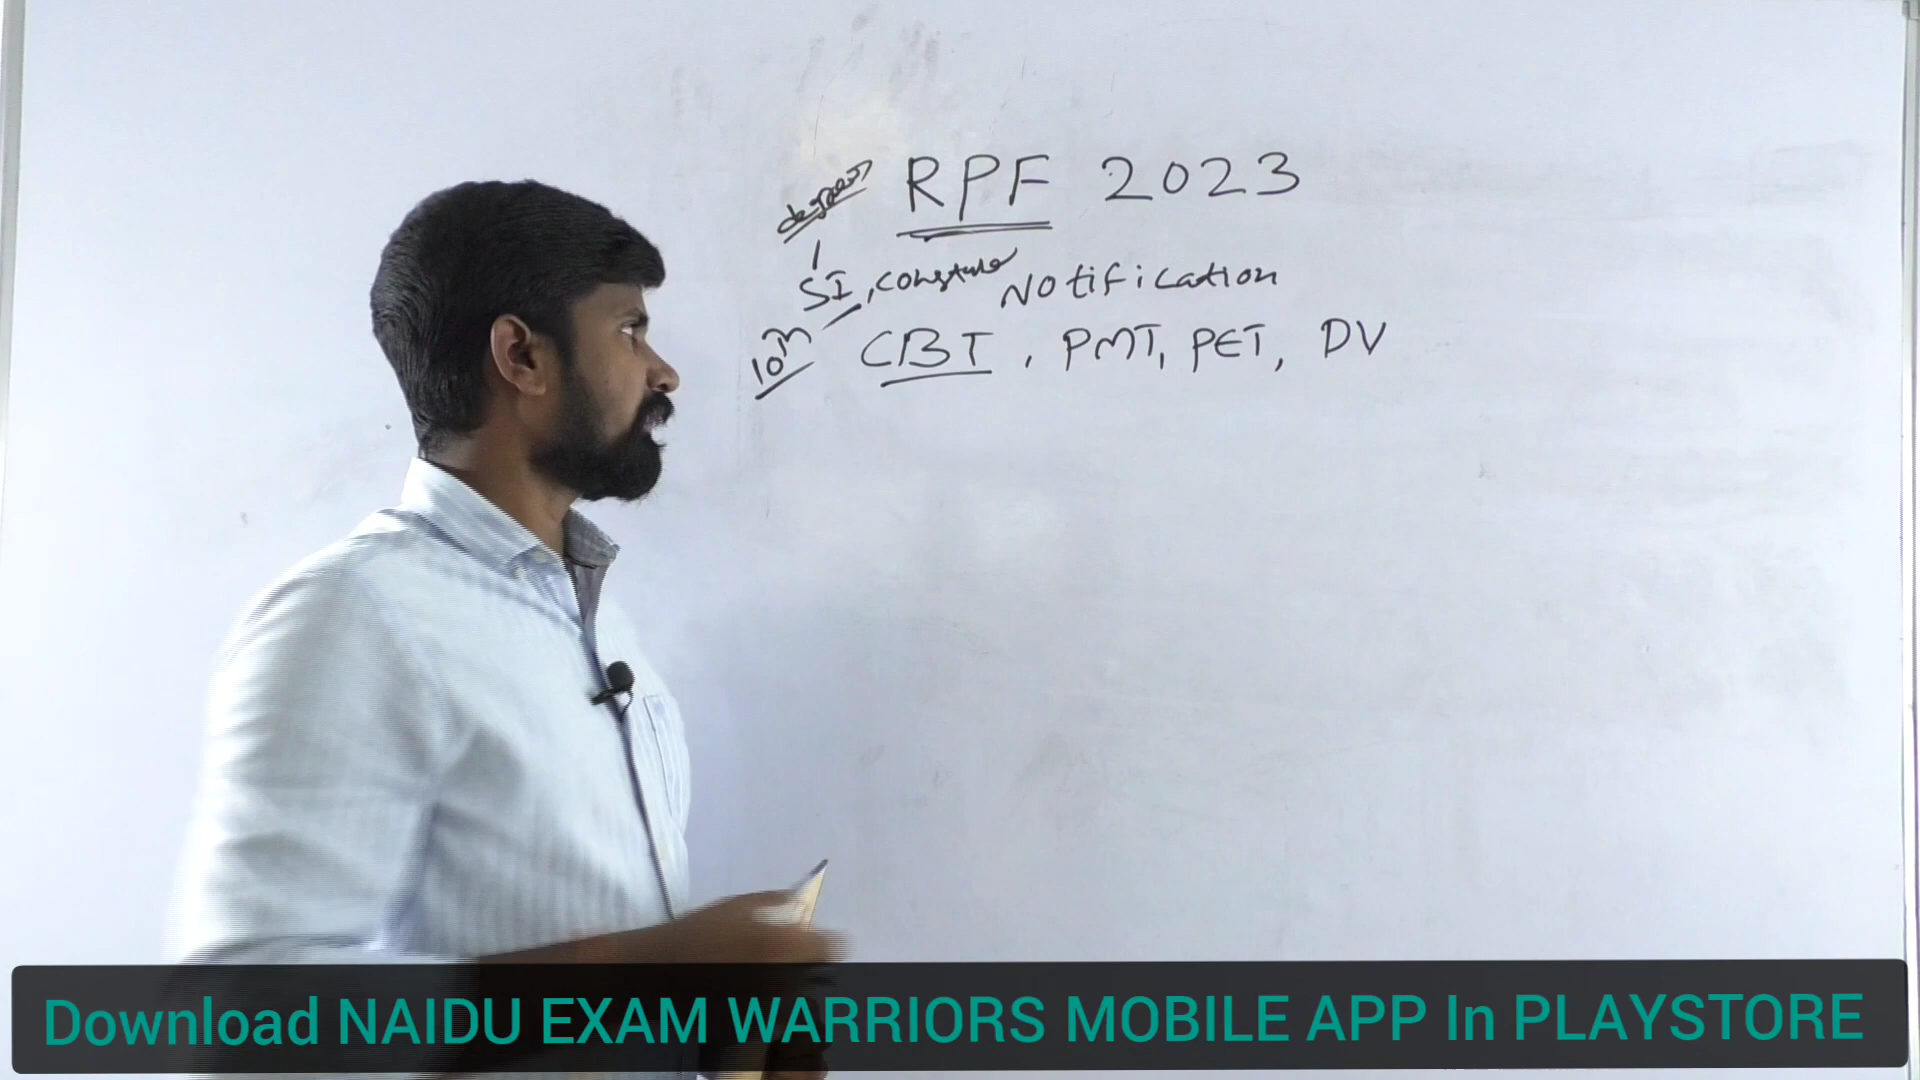 degree
RPF 2023
SI, constable Notification
10th
CBT, PMT, PET, DV
Download NAIDU EXAM WARRIORS MOBILE APP In PLAYSTORE